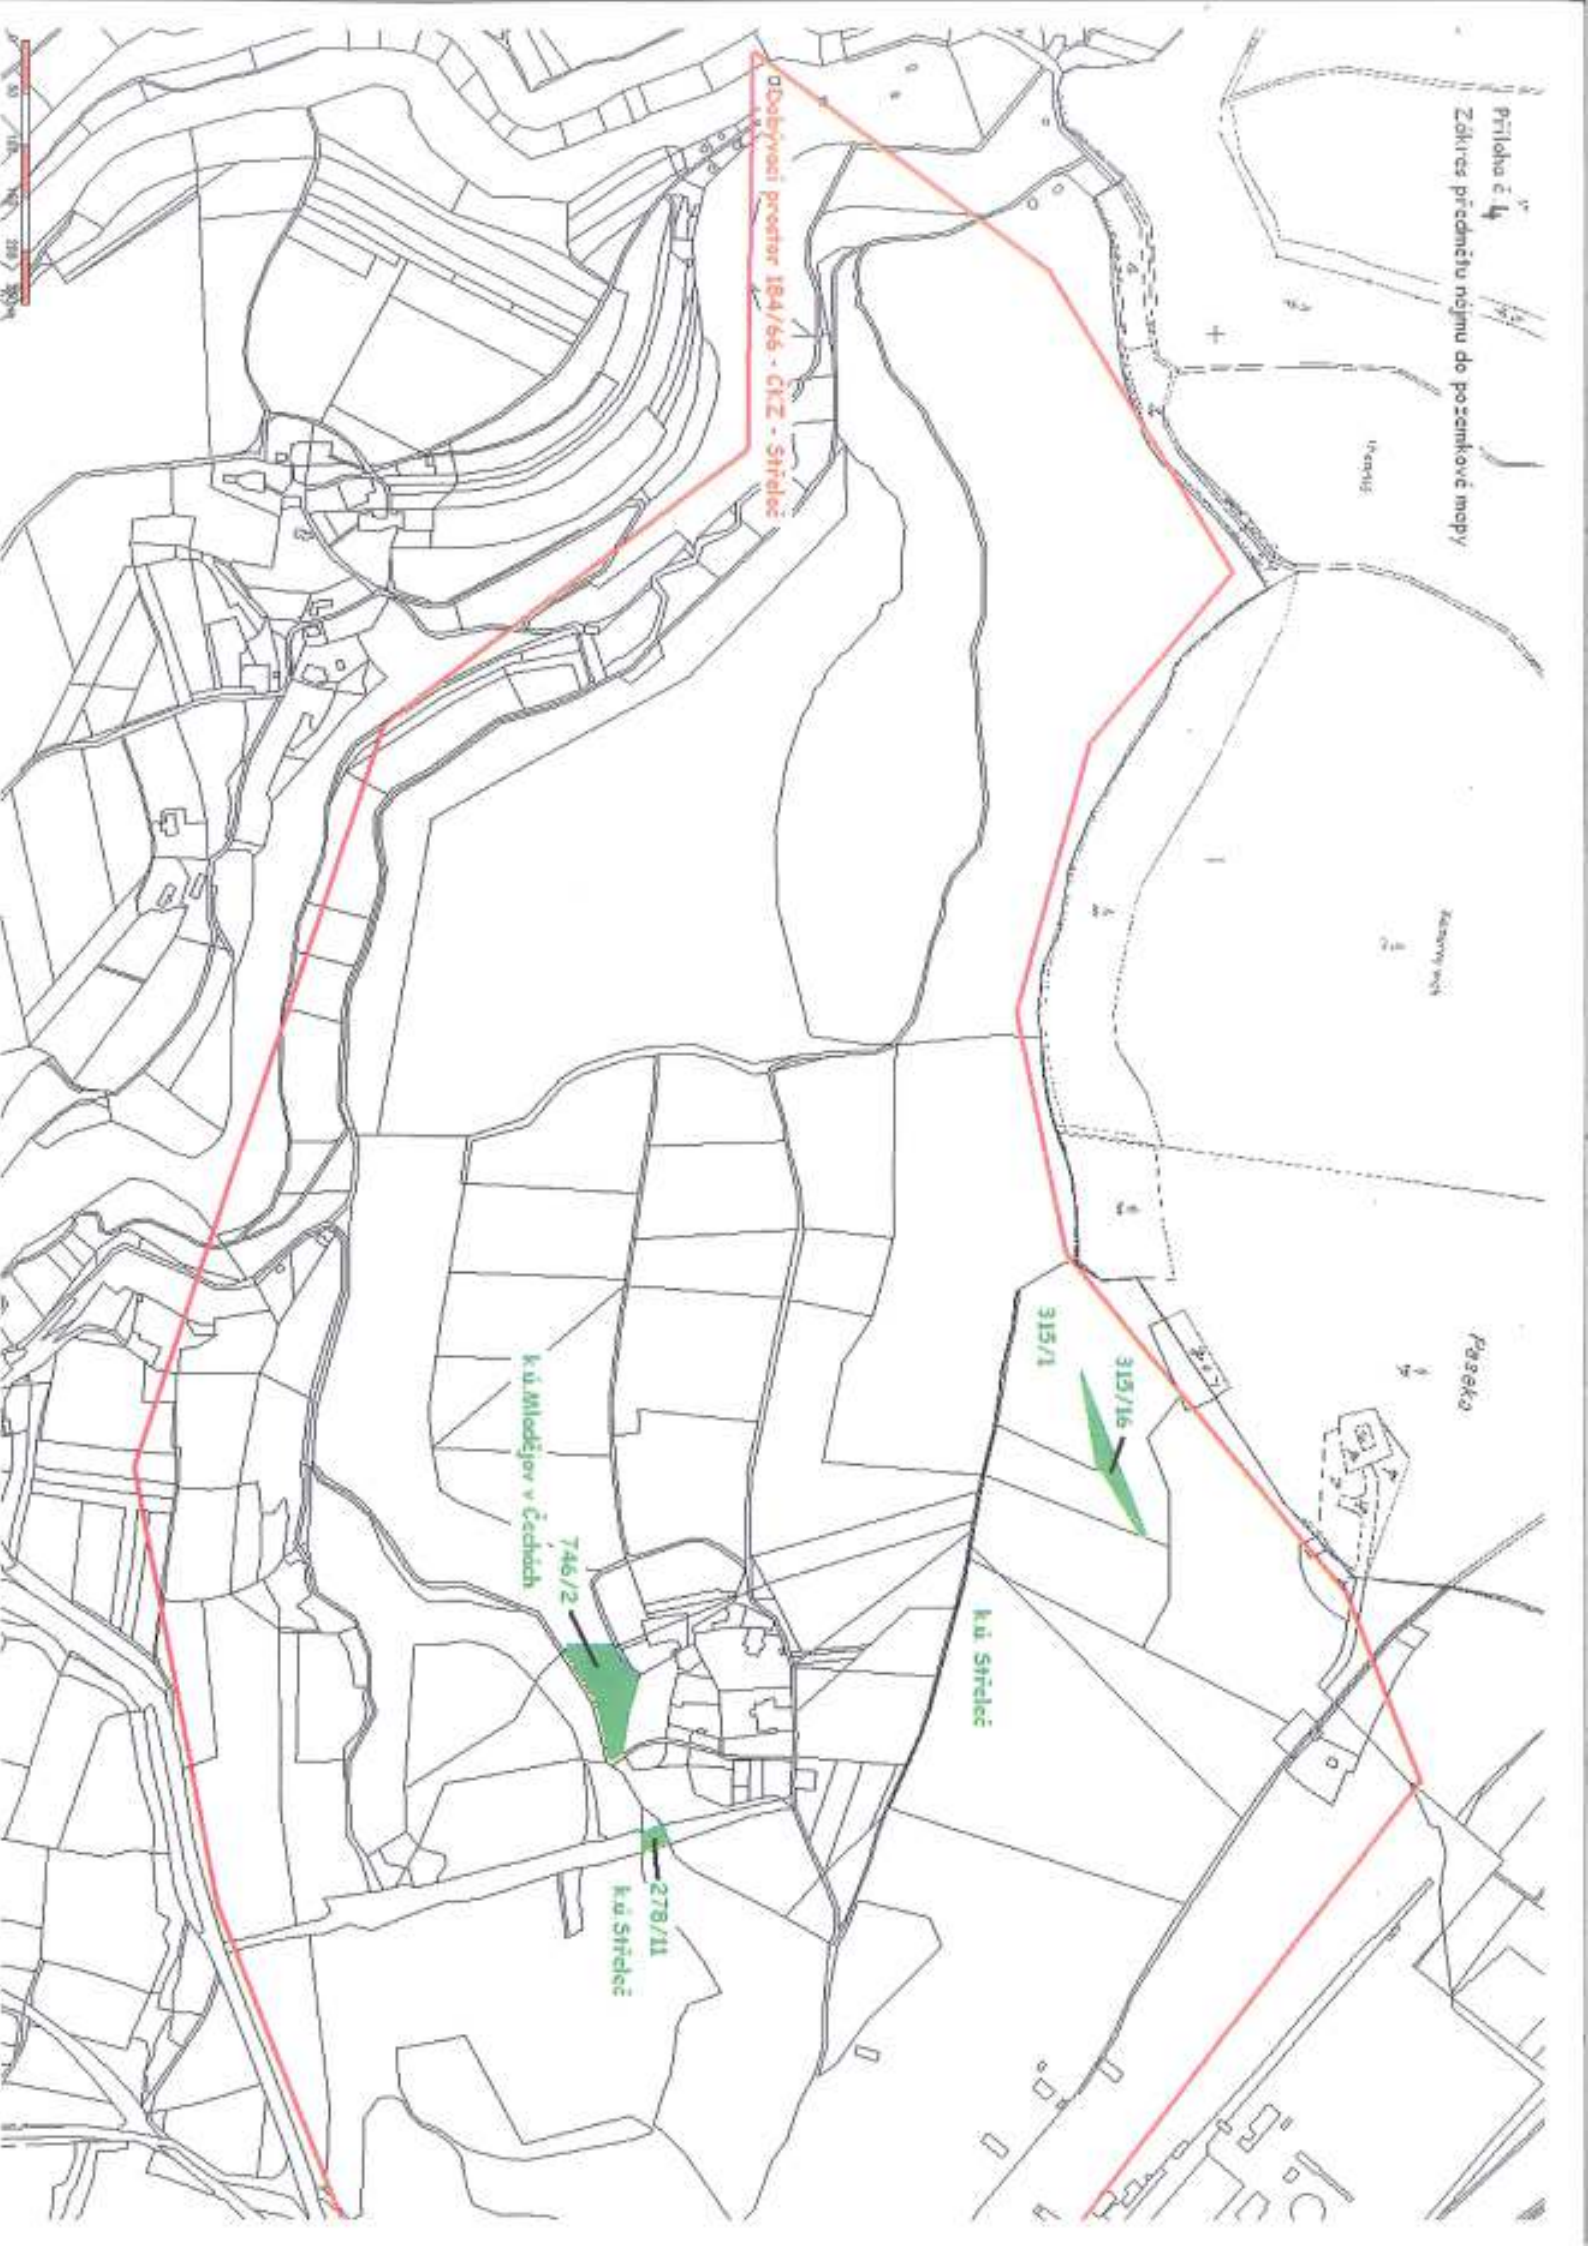 Příloha č. 4
Zákres předmětu nájmu do pozemkové mapy
Paseka
Dobývací prostor 184/66 - ČKZ - Střeleč
315/1
315/16
k.ú. Střeleč
k.ú.Mladějov v Čechách
746/2
278/11
k.ú.Střeleč